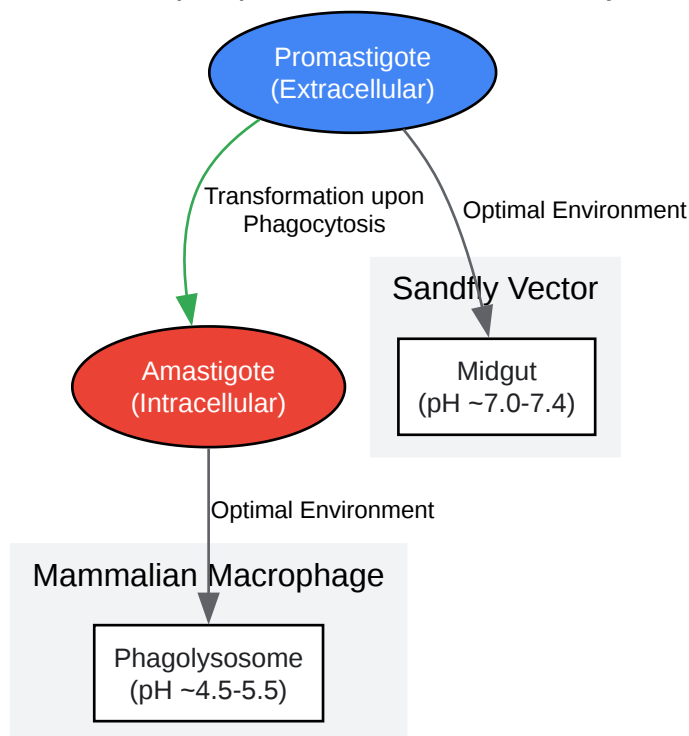 Promastigote
(Extracellular)
Transformation upon
Phagocytosis
Optimal Environment
Sandfly Vector
Midgut
(pH ~7.0-7.4)
Amastigote
(Intracellular)
Optimal Environment
Mammalian Macrophage
Phagolysosome
(pH ~4.5-5.5)